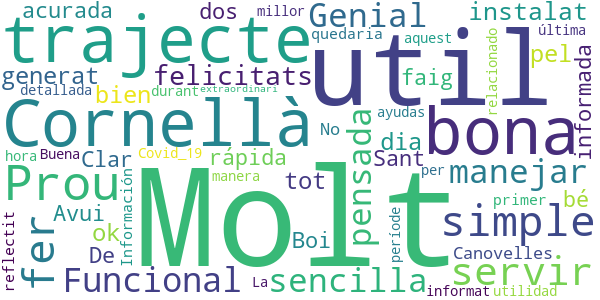 acurada dos millor Genial instalat
trajecte quedaría aquest última
generat felicitats util faig pel
detallada bien durant extraordinari relacionado informada
Cornellà pensada ayudas bona
No dia
hora Buena Clar Covid_19 rápida Sant per
Prou Molt manera tot manejar
fer Avui ok Información primer bé
De Boi període simple
reflectit Funcional La sencilla Canovelles servir
informat utilidad